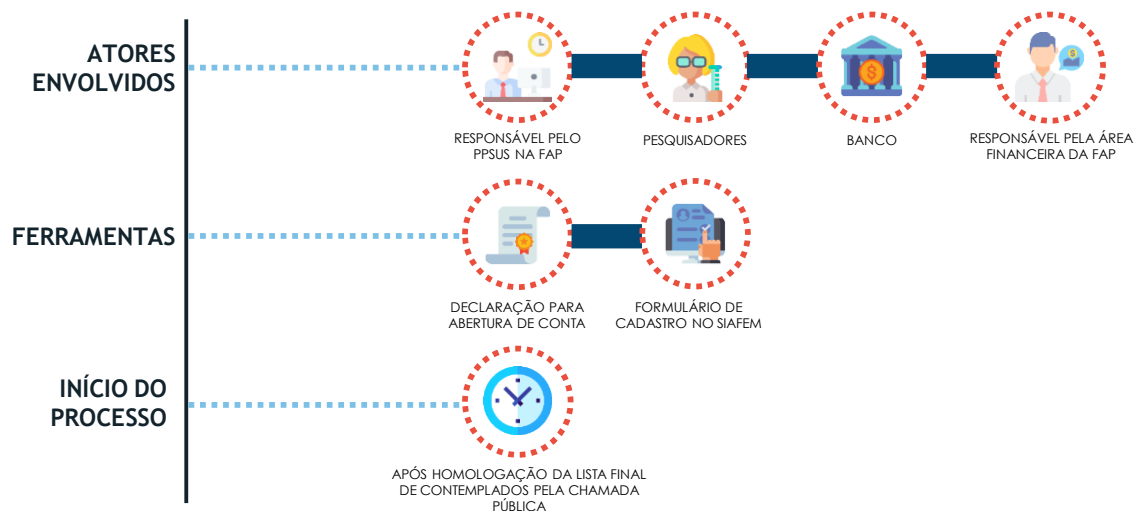 ATORES
ENVOLVIDOS
RESPONSÁVEL PELO
PPSUS NA FAP
PESQUISADORES
BANCO
RESPONSÁVEL PELA ÁREA
FINANCEIRA DA FAP
FERRAMENTAS
DECLARAÇÃO PARA
ABERTURA DE CONTA
FORMULÁRIO DE
CADASTRO NO SIAFEM
INÍCIO DO
PROCESSO
APÓS HOMOLOGAÇÃO DA LISTA FINAL
DE CONTEMPLADOS PELA CHAMADA
PÚBLICA